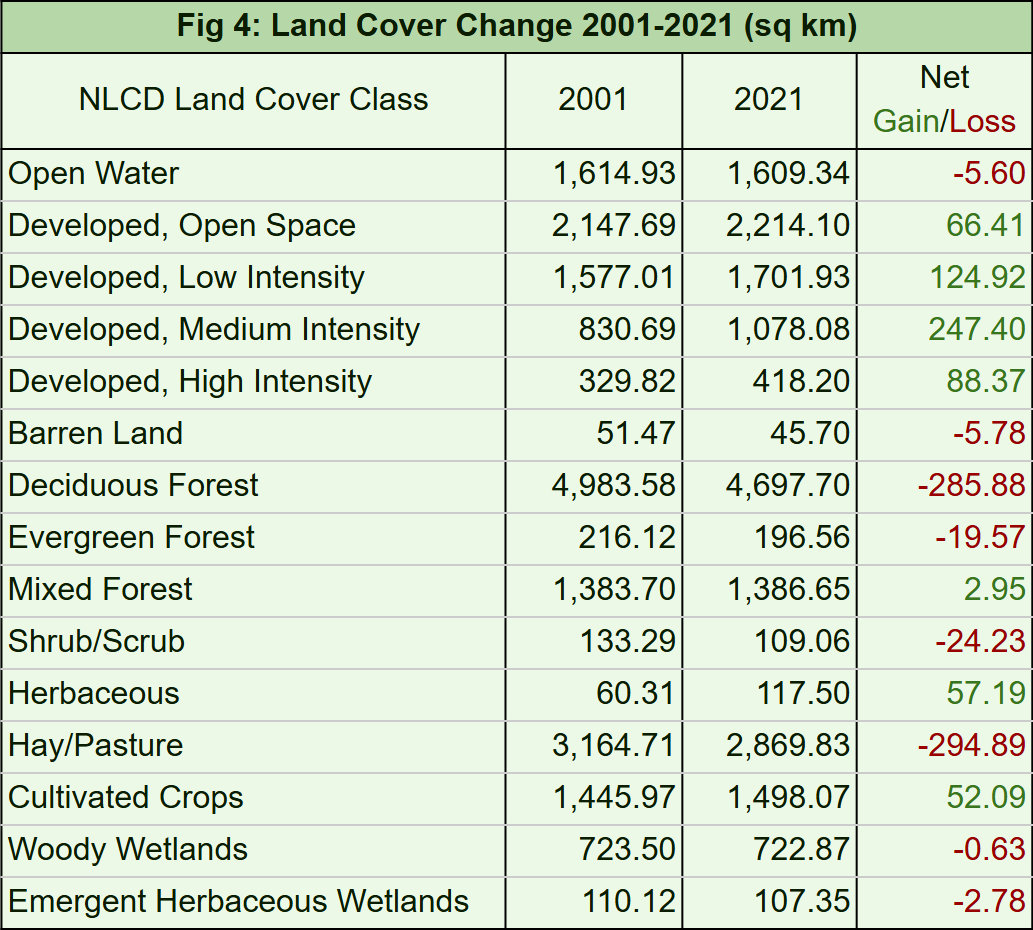 Fig 4: Land Cover Change 2001-2021 (sq km)
NLCD Land Cover Class 2001 2021 Net Gain/Loss
Open Water 1,614.93 1,609.34 -5.60
Developed, Open Space 2,147.69 2,214.10 66.41
Developed, Low Intensity 1,577.01 1,701.93 124.92
Developed, Medium Intensity 830.69 1,078.08 247.40
Developed, High Intensity 329.82 418.20 88.37
Barren Land 51.47 45.70 -5.78
Deciduous Forest 4,983.58 4,697.70 -285.88
Evergreen Forest 216.12 196.56 -19.57
Mixed Forest 1,383.70 1,386.65 2.95
Shrub/Scrub 133.29 109.06 -24.23
Herbaceous 60.31 117.50 57.19
Hay/Pasture 3,164.71 2,869.83 -294.89
Cultivated Crops 1,445.97 1,498.07 52.09
Woody Wetlands 723.50 722.87 -0.63
Emergent Herbaceous Wetlands 110.12 107.35 -2.78